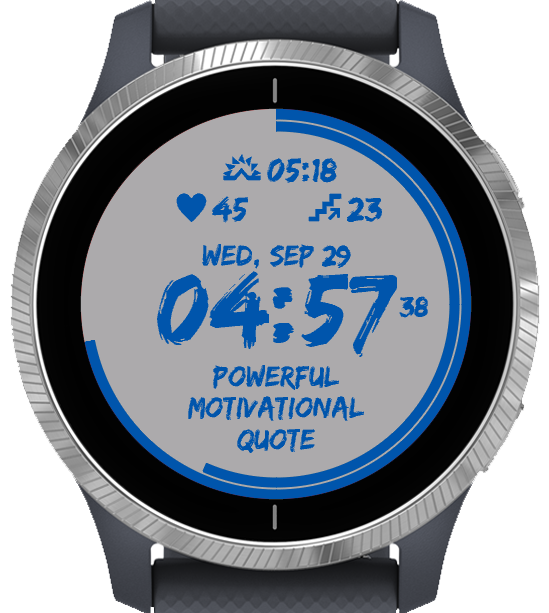 05:18
45 23
WED, SEP 29
04:57 38
POWERFUL
MOTIVATIONAL
QUOTE